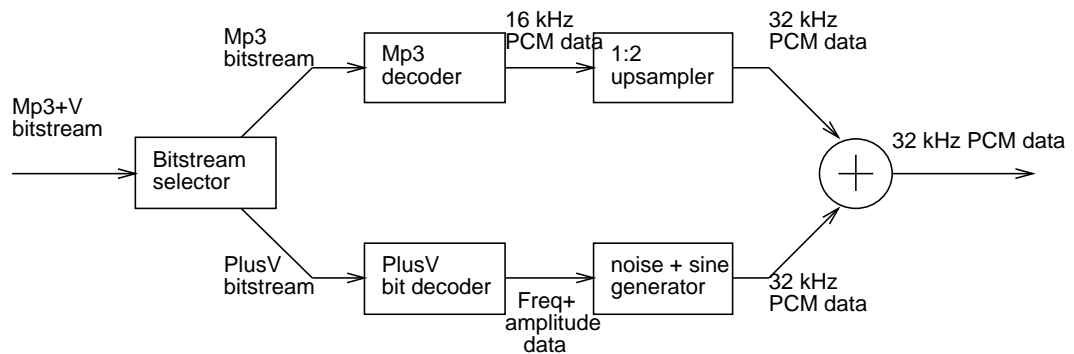 Mp3+V
bitstream
Bitstream
selector
Mp3
bitstream
Mp3
decoder
16 kHz
PCM data
1:2
upsampler
32 kHz
PCM data
32 kHz PCM data
PlusV
bitstream
PlusV
bit decoder
Freq+
amplitude
data
noise + sine
generator
32 kHz
PCM data